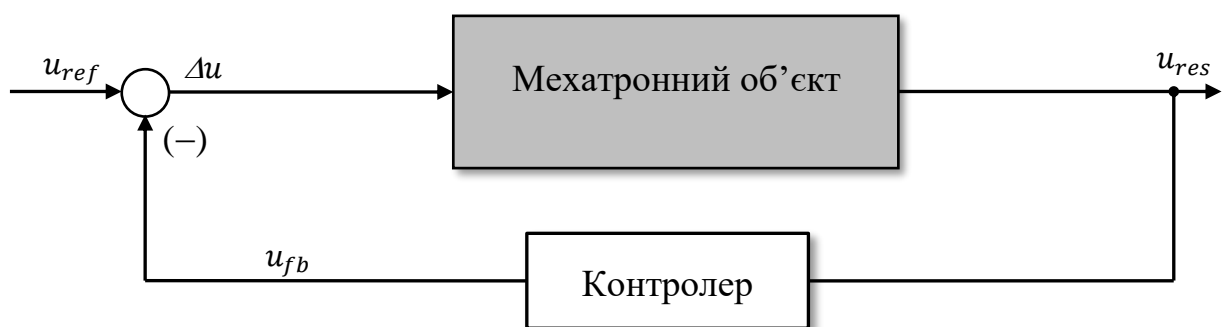 u_ref
Δu
Мехатронний об’єкт
u_res
(−)
u_fb
Контролер